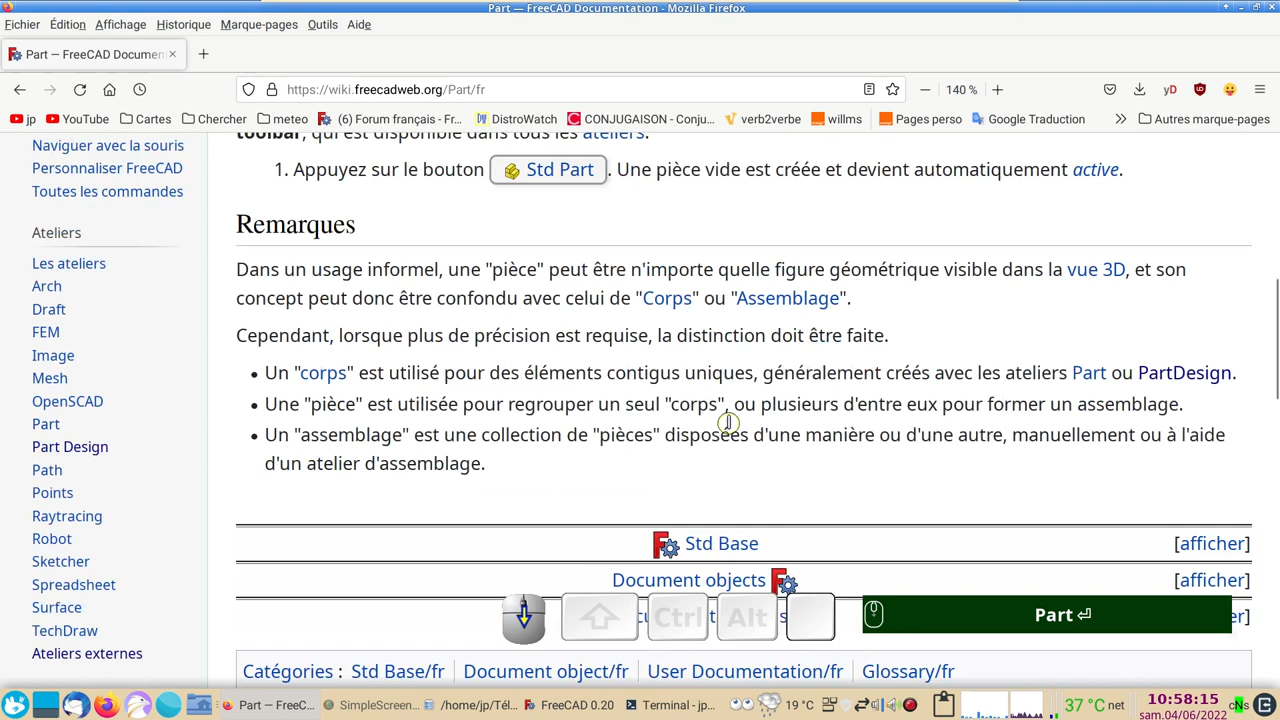 Part — FreeCAD Documentation - Mozilla Firefox
Fichier Édition Affichage Historique Marque-pages Outils Aide
Part — FreeCAD Documen
https://wiki.freecadweb.org/Part/fr 140 %
jp YouTube Cartes Chercher meteo (6) Forum français - Fr... DistroWatch CONJUGAISON - Conju... verb2verbe willms Pages perso Google Traduction Autres marque-pages
Naviguer avec la souris
Personnaliser FreeCAD
Toutes les commandes
Ateliers
Les ateliers
Arch
Draft
FEM
Image
Mesh
OpenSCAD
Part
Part Design
Path
Points
Raytracing
Robot
Sketcher
Spreadsheet
Surface
TechDraw
Ateliers externes
toolbar, qui est disponible dans tous les ateliers.
1. Appuyez sur le bouton Std Part. Une pièce vide est créée et devient automatiquement active.
Remarques
Dans un usage informel, une "pièce" peut être n'importe quelle figure géométrique visible dans la vue 3D, et son
concept peut donc être confondu avec celui de "Corps" ou "Assemblage".
Cependant, lorsque plus de précision est requise, la distinction doit être faite.
• Un "corps" est utilisé pour des éléments contigus uniques, généralement créés avec les ateliers Part ou PartDesign.
• Une "pièce" est utilisée pour regrouper un seul "corps", ou plusieurs d'entre eux pour former un assemblage.
• Un "assemblage" est une collection de "pièces" disposées d'une manière ou d'une autre, manuellement ou à l'aide
d'un atelier d'assemblage.
Std Base [afficher]
Document objects [afficher]
Ctrl Alt Part ⏎
Catégories : Std Base/fr Document object/fr User Documentation/fr Glossary/fr
Part — FreeC... SimpleScreen... /home/jp/Tél... FreeCAD 0.20 Terminal - jp... 19 °C 37 °C net 10:58:15
sam.04/06/2022